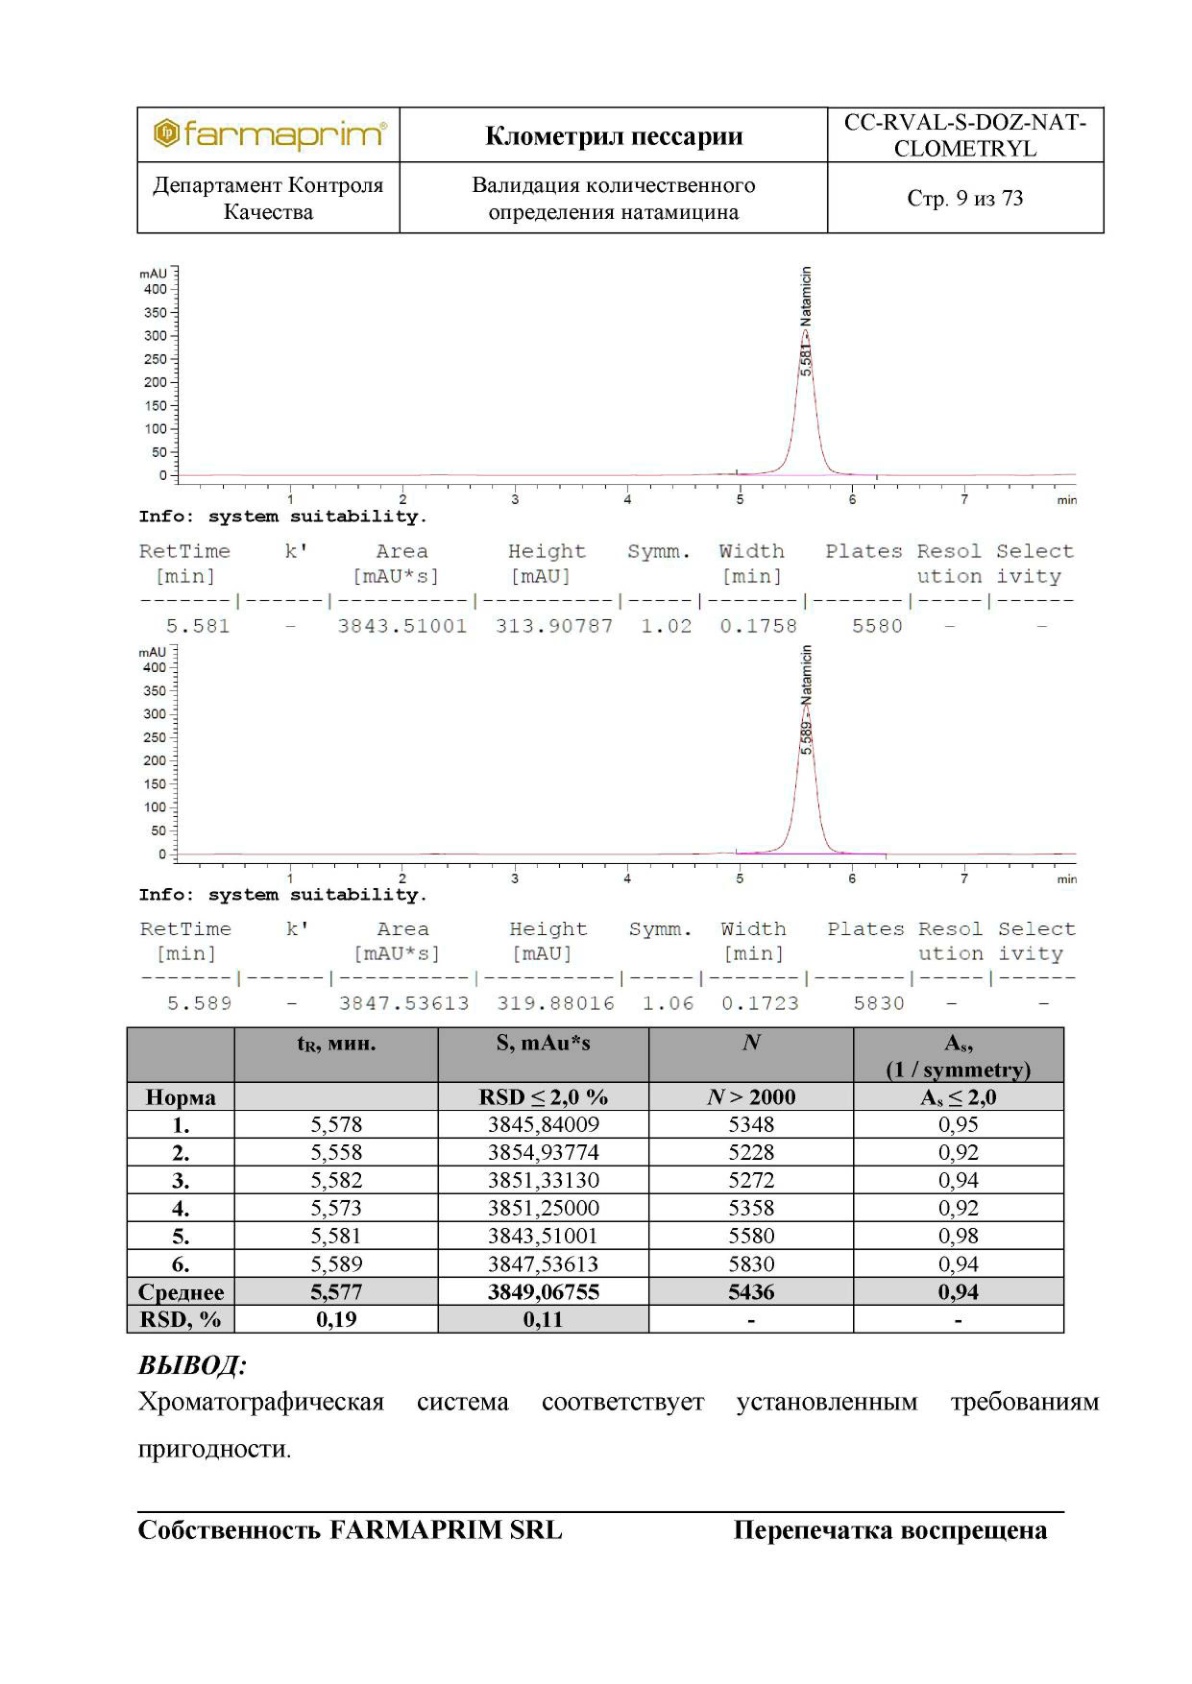 farmaprim®
Клометрил пессарии
CC-RVAL-S-DOZ-NAT-
CLOMETRYL
Департамент Контроля
Качества
Валидация количественного
определения натамицина
Стр. 9 из 73
mAU
400
350
300
250
200
150
100
50
0
5.581 - Natamicin
1 2 3 4 5 6 7 min
Info: system suitability.
RetTime k' Area Height Symm. Width Plates Resol Select
[min] [mAU*s] [mAU] [min] ution ivity
-------|------|----------|----------|-----|-------|-------|-----|------
5.581 - 3843.51001 313.90787 1.02 0.1758 5580 - -
mAU
400
350
300
250
200
150
100
50
0
5.589 - Natamicin
1 2 3 4 5 6 7 min
Info: system suitability.
RetTime k' Area Height Symm. Width Plates Resol Select
[min] [mAU*s] [mAU] [min] ution ivity
-------|------|----------|----------|-----|-------|-------|-----|------
5.589 - 3847.53613 319.88016 1.06 0.1723 5830 - -
tR, мин. S, mAu*s N As,
(1 / symmetry)
Норма RSD ≤ 2,0 % N > 2000 As ≤ 2,0
1. 5,578 3845,84009 5348 0,95
2. 5,558 3854,93774 5228 0,92
3. 5,582 3851,33130 5272 0,94
4. 5,573 3851,25000 5358 0,92
5. 5,581 3843,51001 5580 0,98
6. 5,589 3847,53613 5830 0,94
Среднее 5,577 3849,06755 5436 0,94
RSD, % 0,19 0,11 - -
ВЫВОД:
Хроматографическая система соответствует установленным требованиям
пригодности.
Собственность FARMAPRIM SRL Перепечатка воспрещена